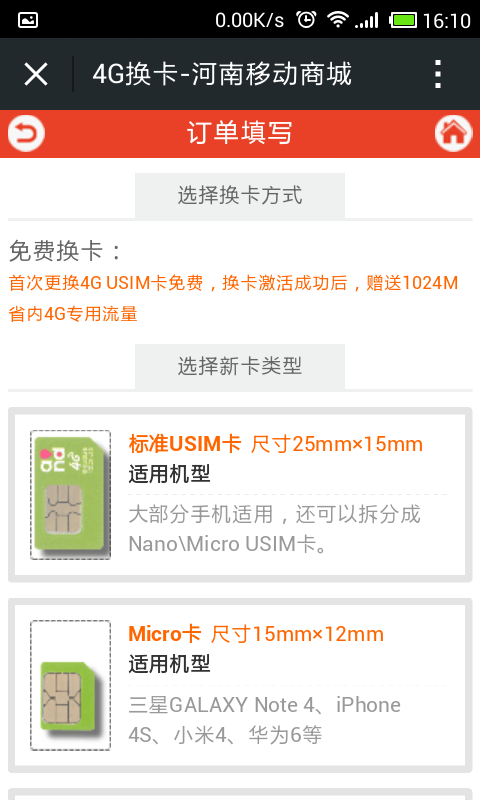 0.00K/s 16:10
4G换卡-河南移动商城
订单填写
选择换卡方式
免费换卡：
首次更换4G USIM卡免费，换卡激活成功后，赠送1024M
省内4G专用流量
选择新卡类型
标准USIM卡 尺寸25mm×15mm
适用机型
大部分手机适用，还可以拆分成
Nano\Micro USIM卡。
and 4G
Micro卡 尺寸15mm×12mm
适用机型
三星GALAXY Note 4、iPhone
4S、小米4、华为6等